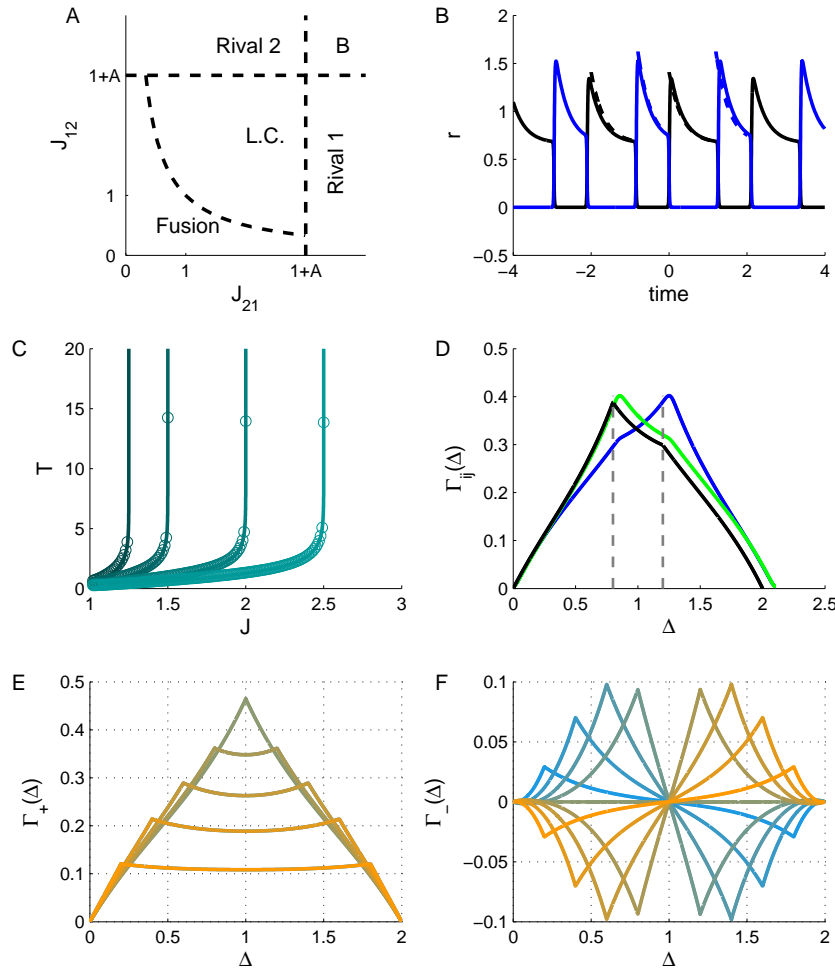 A
Rival 2
B
1+A
J12
L.C.
Rival 1
1
Fusion
0
0
1
1+A
J21
B
2
1.5
1
r
0.5
0
−0.5
−4
−2
0
2
4
time
C
20
15
T
10
5
0
1
1.5
2
2.5
3
J
D
0.5
0.4
0.3
Γij(Δ)
0.2
0.1
0
0
0.5
1
1.5
2
2.5
Δ
E
0.5
0.4
0.3
Γ+(Δ)
0.2
0.1
0
0
0.5
1
1.5
2
Δ
F
0.1
0.05
Γ−(Δ)
0
−0.05
−0.1
0
0.5
1
1.5
2
Δ